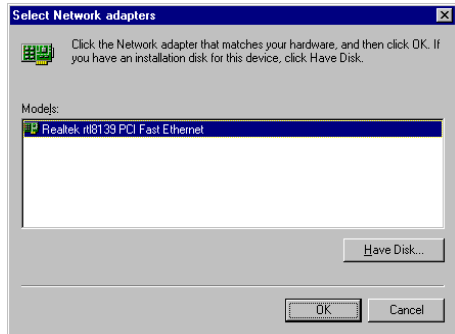 Select Network adapters
Click the Network adapter that matches your hardware, and then click OK. If
you have an installation disk for this device, click Have Disk.
Models:
Realtek rtl8139 PCI Fast Ethernet
Have Disk...
OK
Cancel